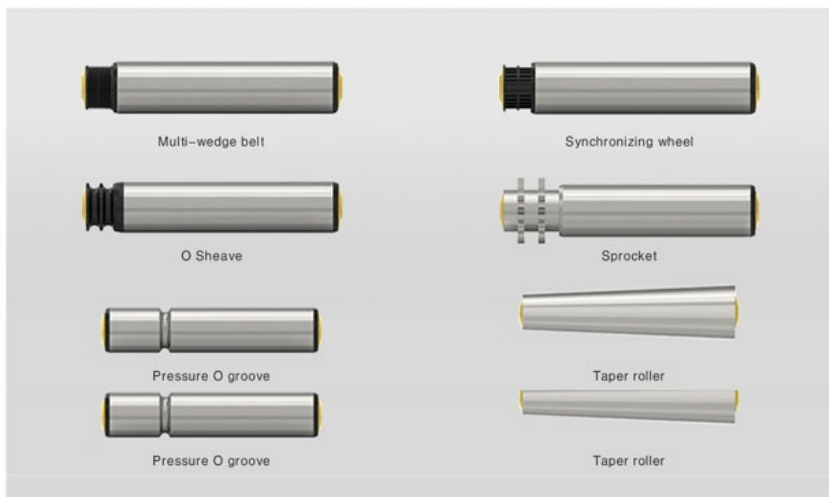 Multi-wedge belt
Synchronizing wheel
O Sheave
Sprocket
Pressure O groove
Taper roller
Pressure O groove
Taper roller